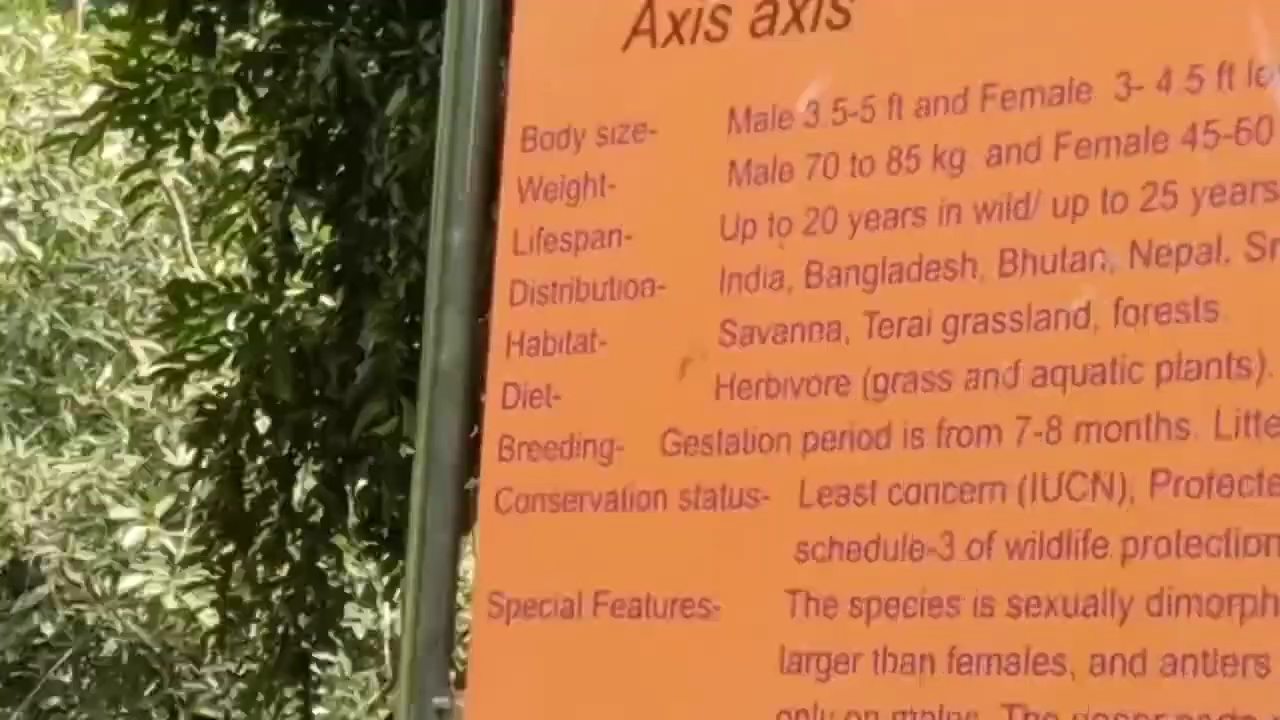 Axis axis
Body size- Male 3.5-5 ft and Female 3- 4.5 ft
Weight- Male 70 to 85 kg and Female 45-60
Lifespan- Up to 20 years in wild/ up to 25 years
Distribution- India, Bangladesh, Bhutan, Nepal,
Habitat- Savanna, Terai grassland, forests
Diet- Herbivore (grass and aquatic plants).
Breeding- Gestation period is from 7-8 months.
Conservation status- Least concern (IUCN),
schedule-3 of wildlife protection
Special Features- The species is sexually
larger than females, and antlers
only on males. The